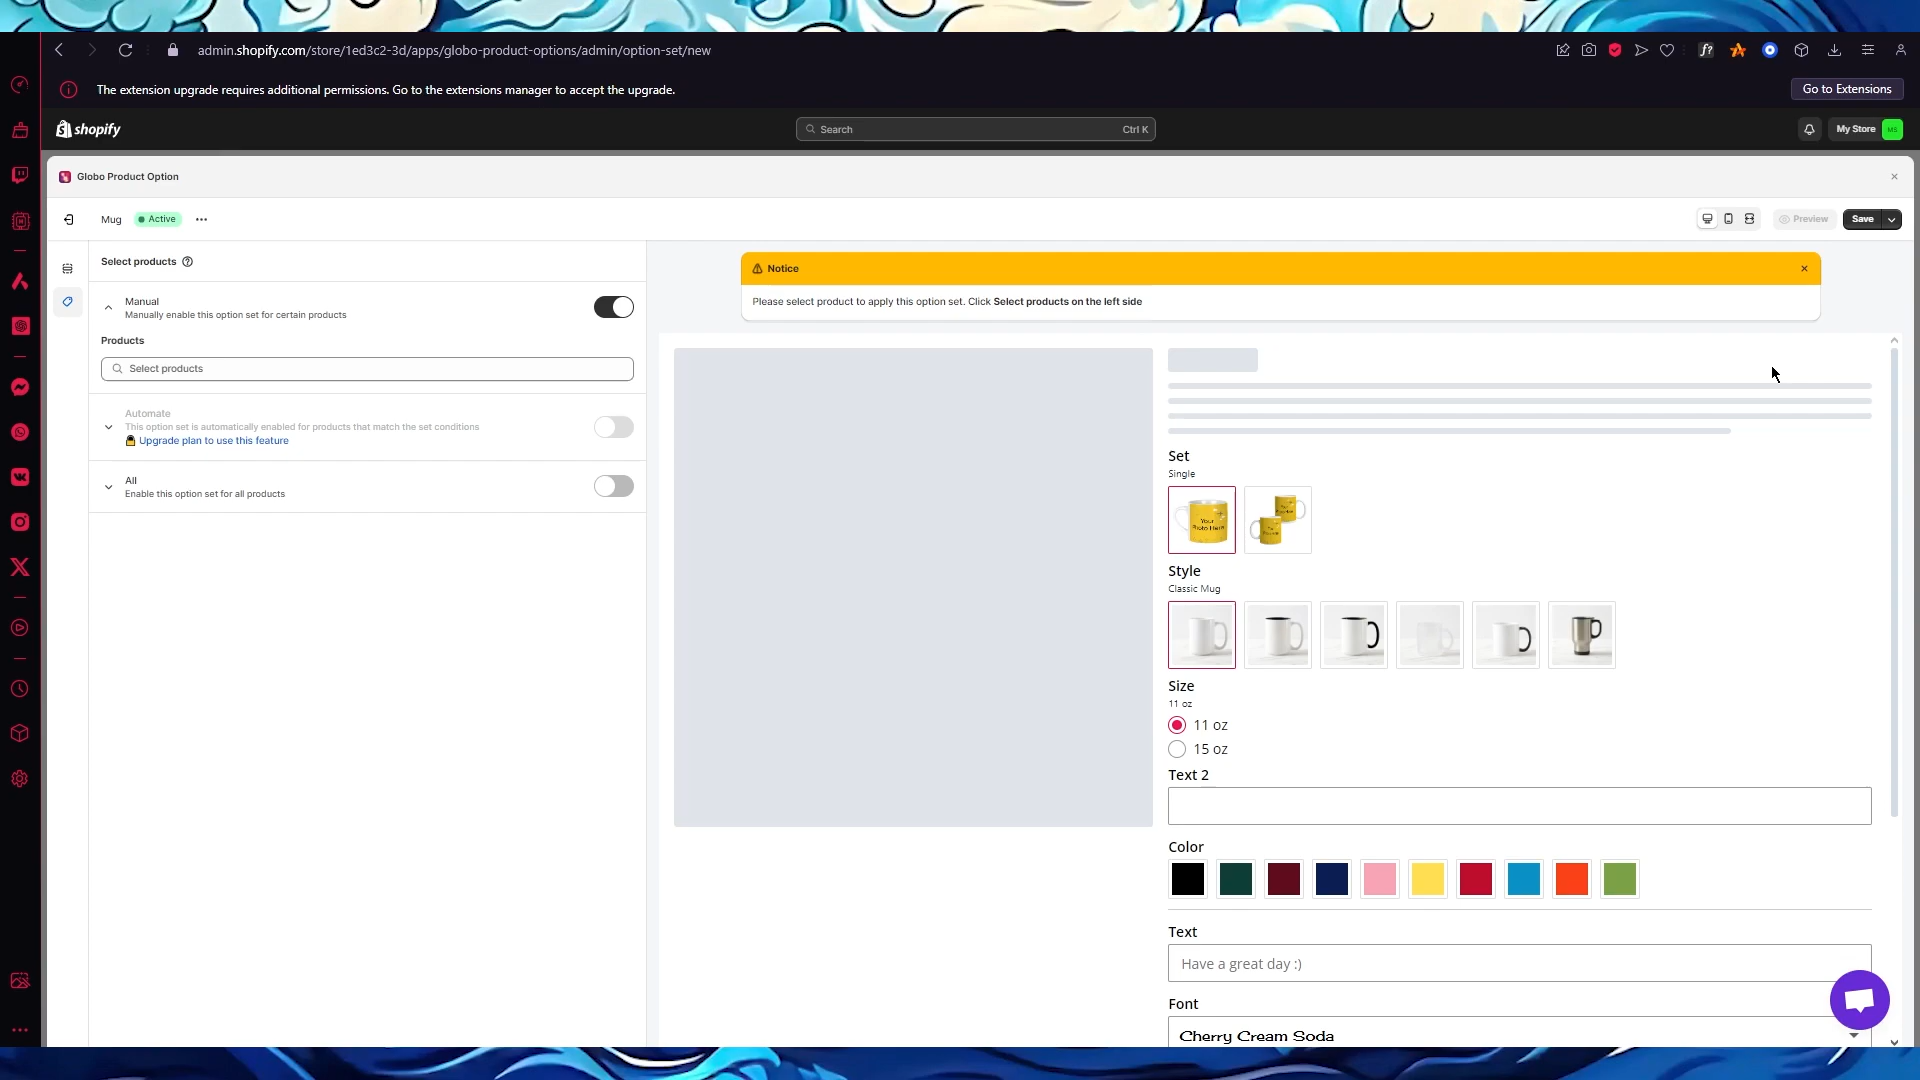 admin.shopify.com/store/1ed3c2-3d/apps/globo-product-options/admin/option-set/new
The extension upgrade requires additional permissions. Go to the extensions manager to accept the upgrade.
Go to Extensions
shopify
Search
Ctrl K
My Store
MS
Globo Product Option
Mug
Active
Preview
Save
Select products
Manual
Manually enable this option set for certain products
Products
Select products
Automate
This option set is automatically enabled for products that match the set conditions
Upgrade plan to use this feature
All
Enable this option set for all products
Notice
Please select product to apply this option set. Click Select products on the left side
Set
Single
Your
Photo Here
Style
Classic Mug
Size
11 oz
11 oz
15 oz
Text 2
Color
Text
Have a great day :)
Font
Cherry Cream Soda